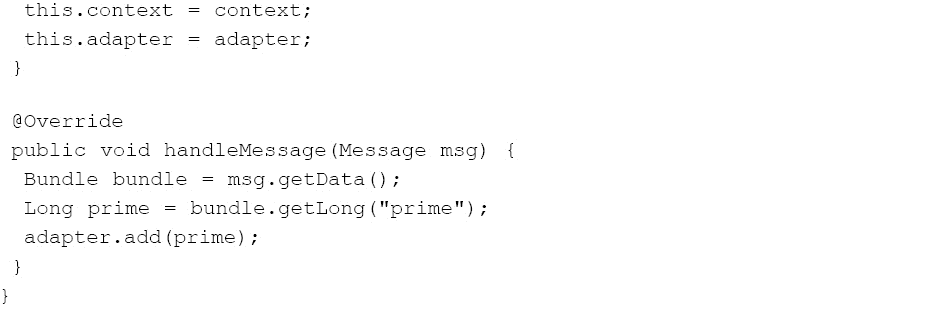 this.context = context;
this.adapter = adapter;
}
@Override
public void handleMessage(Message msg) {
Bundle bundle = msg.getData();
Long prime = bundle.getLong("prime");
adapter.add(prime);
}
}